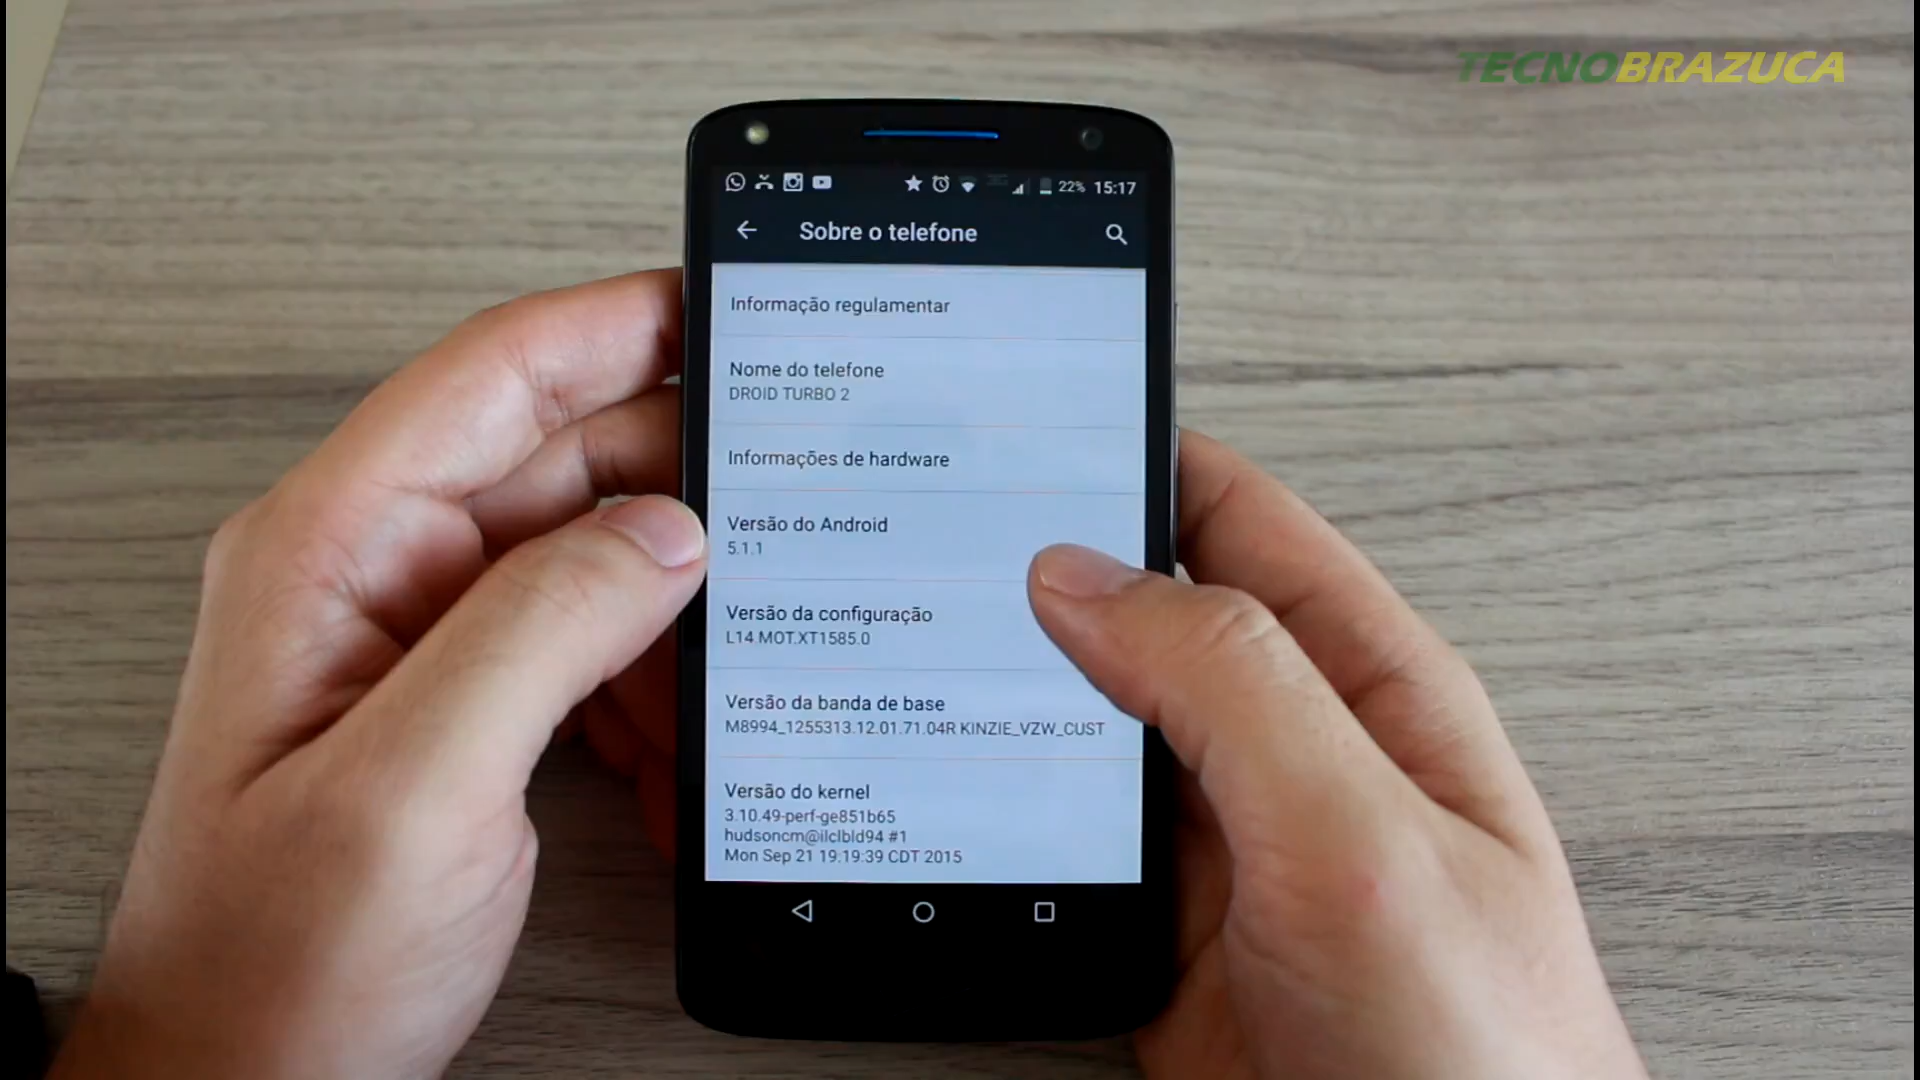 TECNOBRAZUCA
22% 15:17
Sobre o telefone
Informação regulamentar
Nome do telefone
DROID TURBO 2
Informações de hardware
Versão do Android
5.1.1
Versão da configuração
L14.MOT.XT1585.0
Versão da banda de base
M8994_1255313.12.01.71.04R KINZIE_VZW_CUST
Versão do kernel
3.10.49-perf-ge851b65
hudsoncm@ilclbld94 #1
Mon Sep 21 19:19:39 CDT 2015